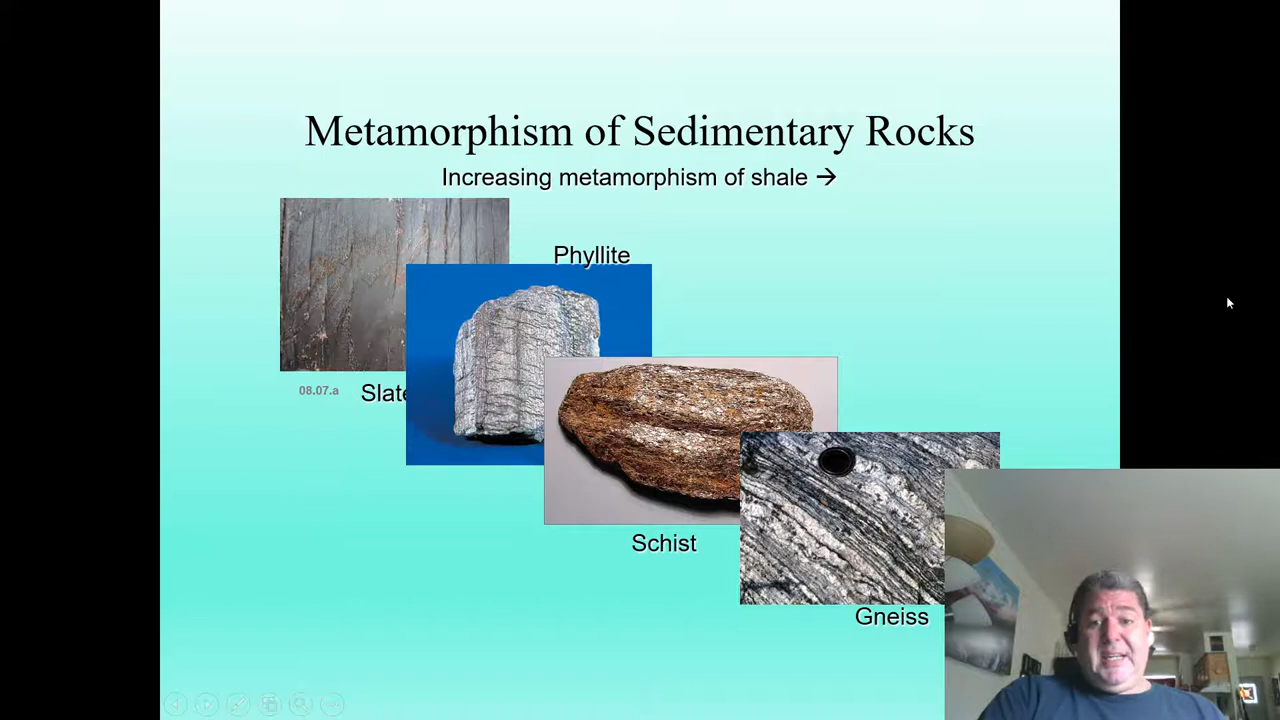 Metamorphism of Sedimentary Rocks
Increasing metamorphism of shale →
Phyllite
08.07.a
Slate
Schist
Gneiss